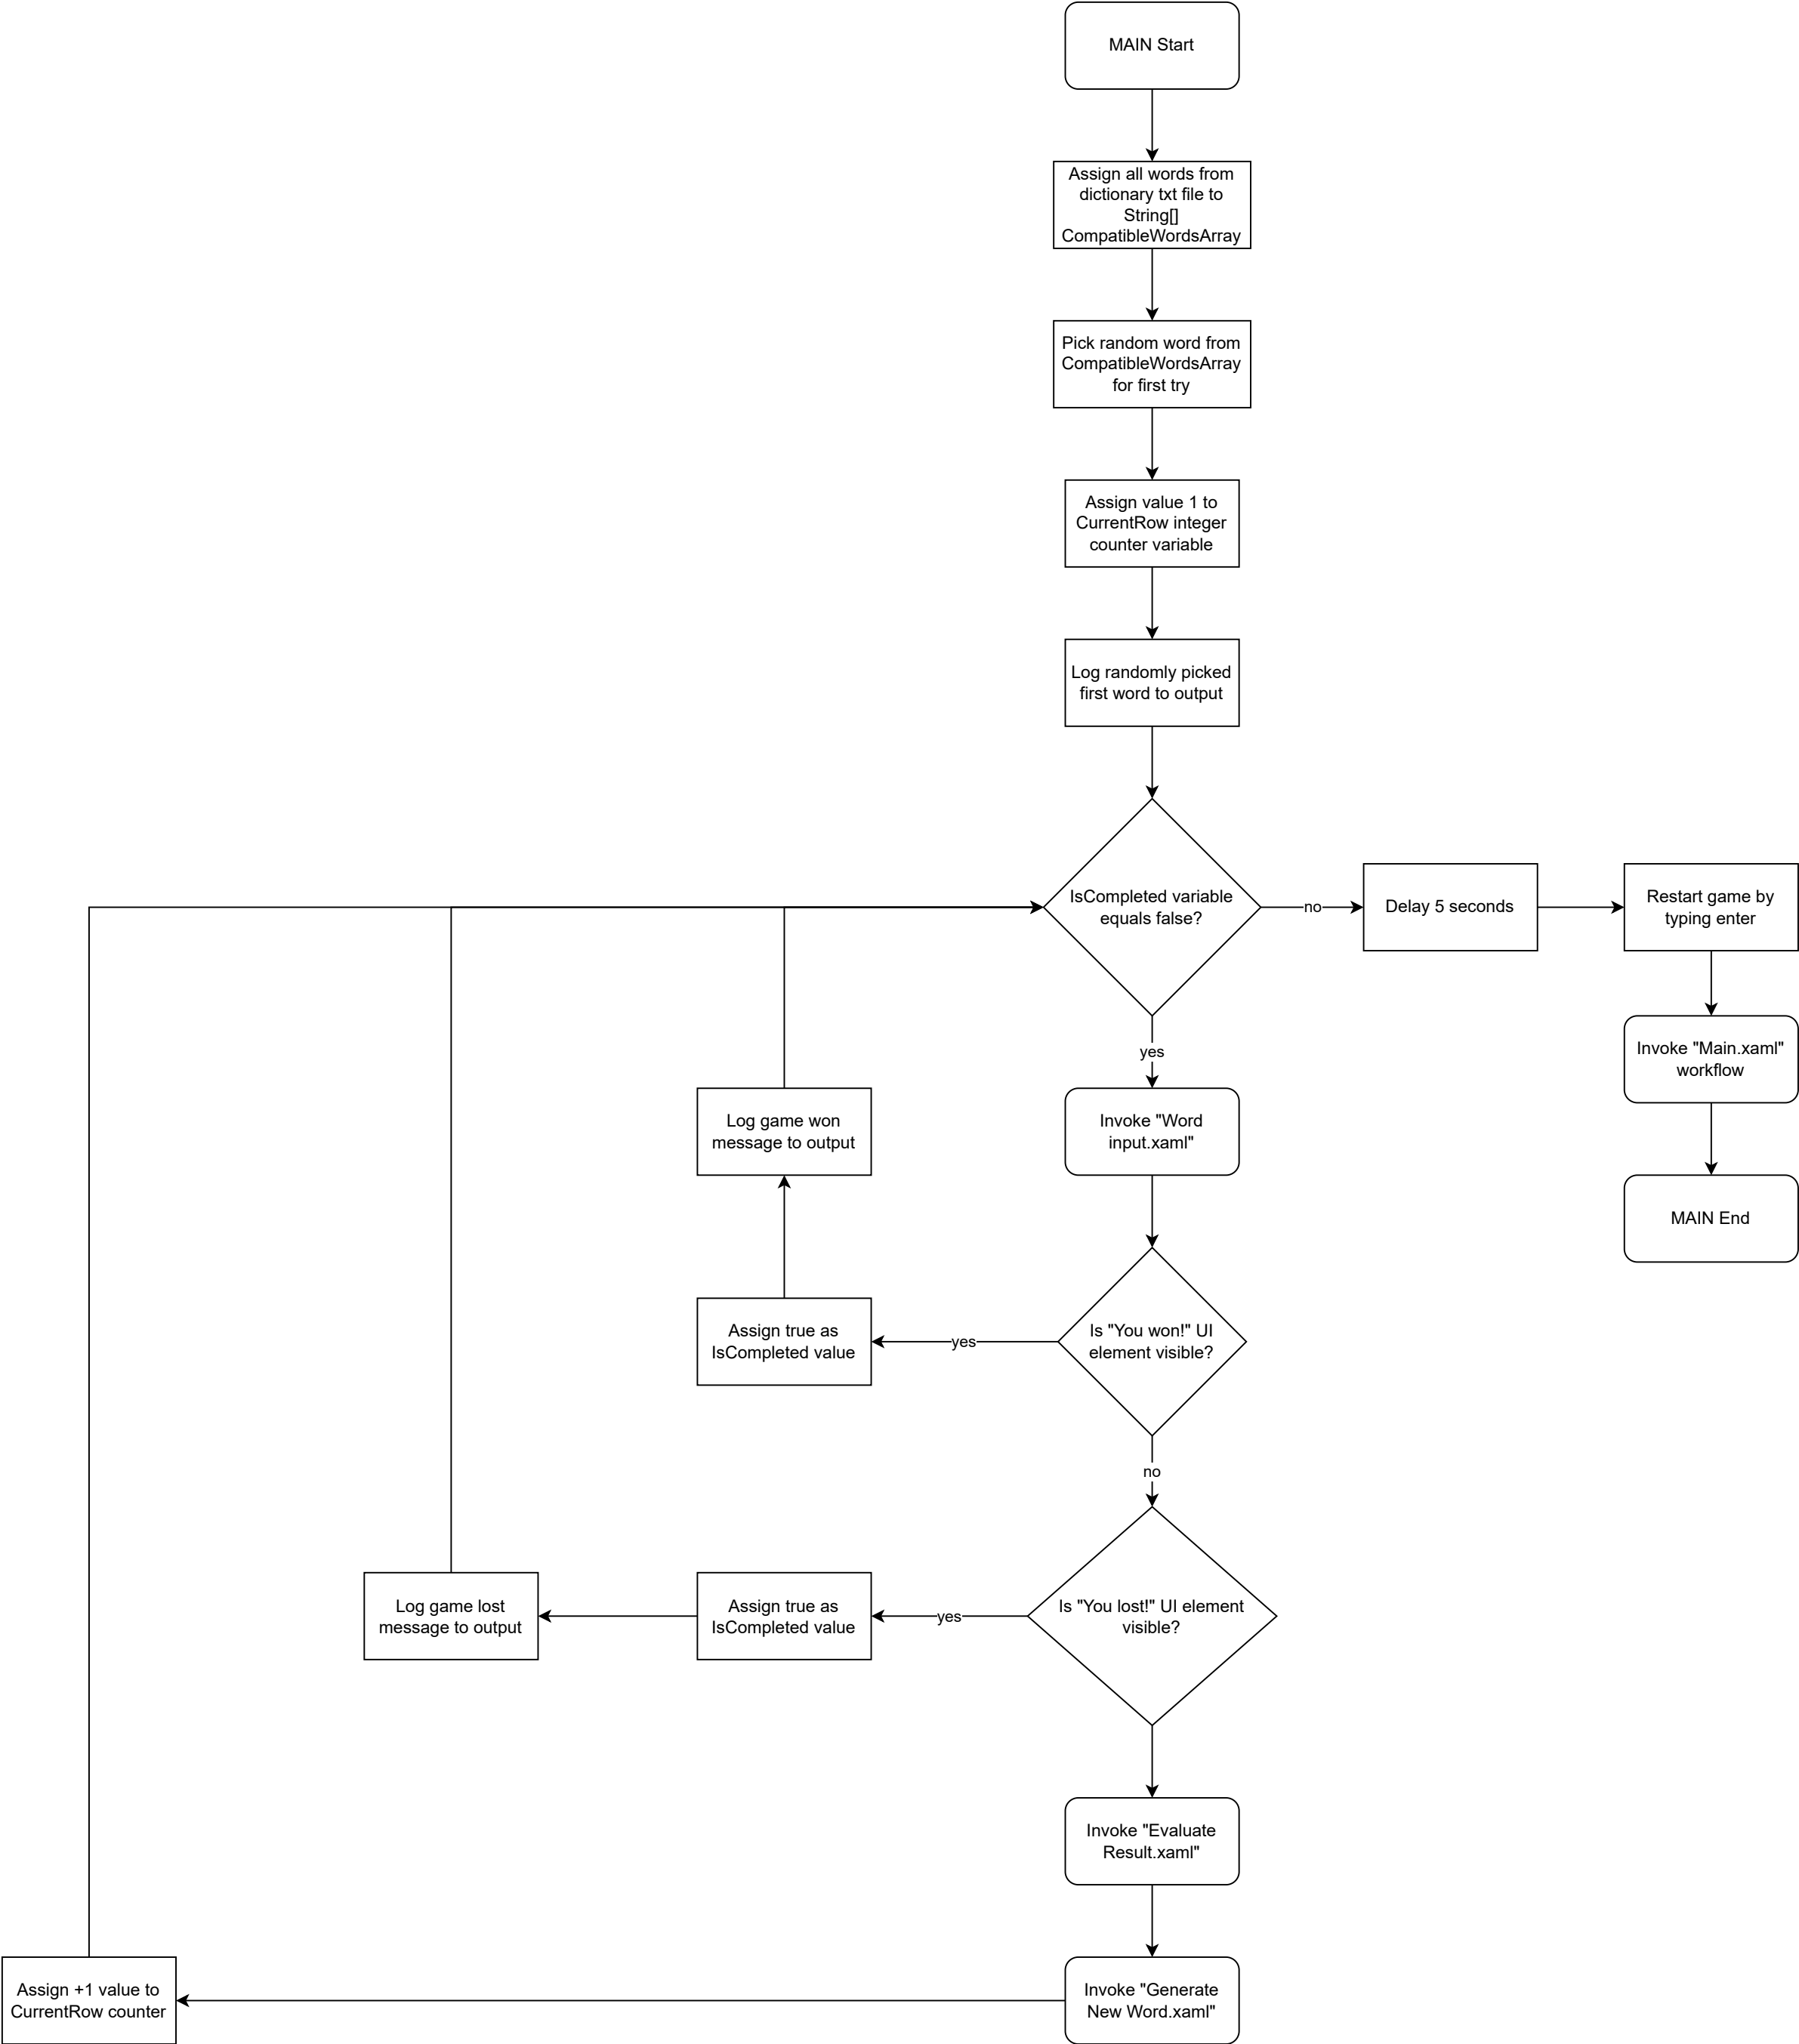 MAIN Start
Assign all words from
dictionary txt file to
String[]
CompatibleWordsArray
Pick random word from
CompatibleWordsArray
for first try
Assign value 1 to
CurrentRow integer
counter variable
Log randomly picked
first word to output
IsCompleted variable
equals false?
no
Delay 5 seconds
Restart game by
typing enter
Invoke "Main.xaml"
workflow
MAIN End
yes
Invoke "Word
input.xaml"
Is "You won!" UI
element visible?
yes
Assign true as
IsCompleted value
Log game won
message to output
no
Is "You lost!" UI element
visible?
yes
Assign true as
IsCompleted value
Log game lost
message to output
Invoke "Evaluate
Result.xaml"
Invoke "Generate
New Word.xaml"
Assign +1 value to
CurrentRow counter